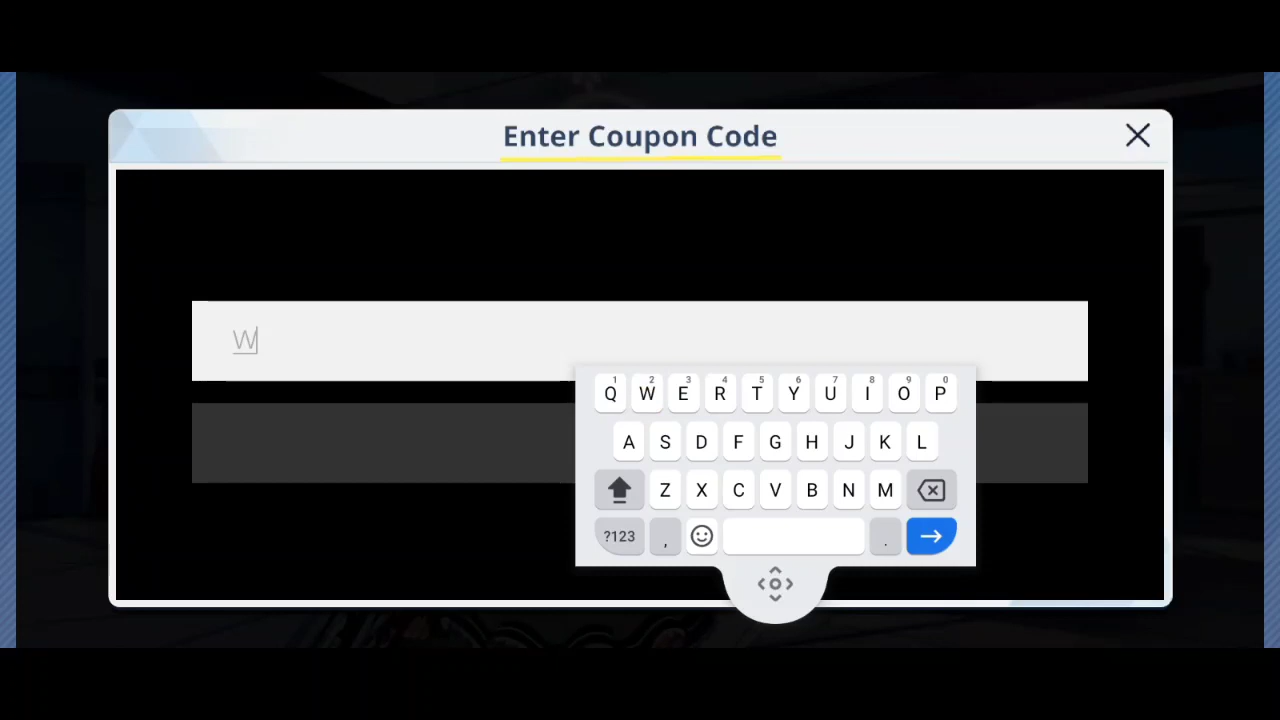 Enter Coupon Code
W
1 2 3 4 5 6 7 8 9 0
Q W E R T Y U I O P
A S D F G H J K L
Z X C V B N M
?123 , .